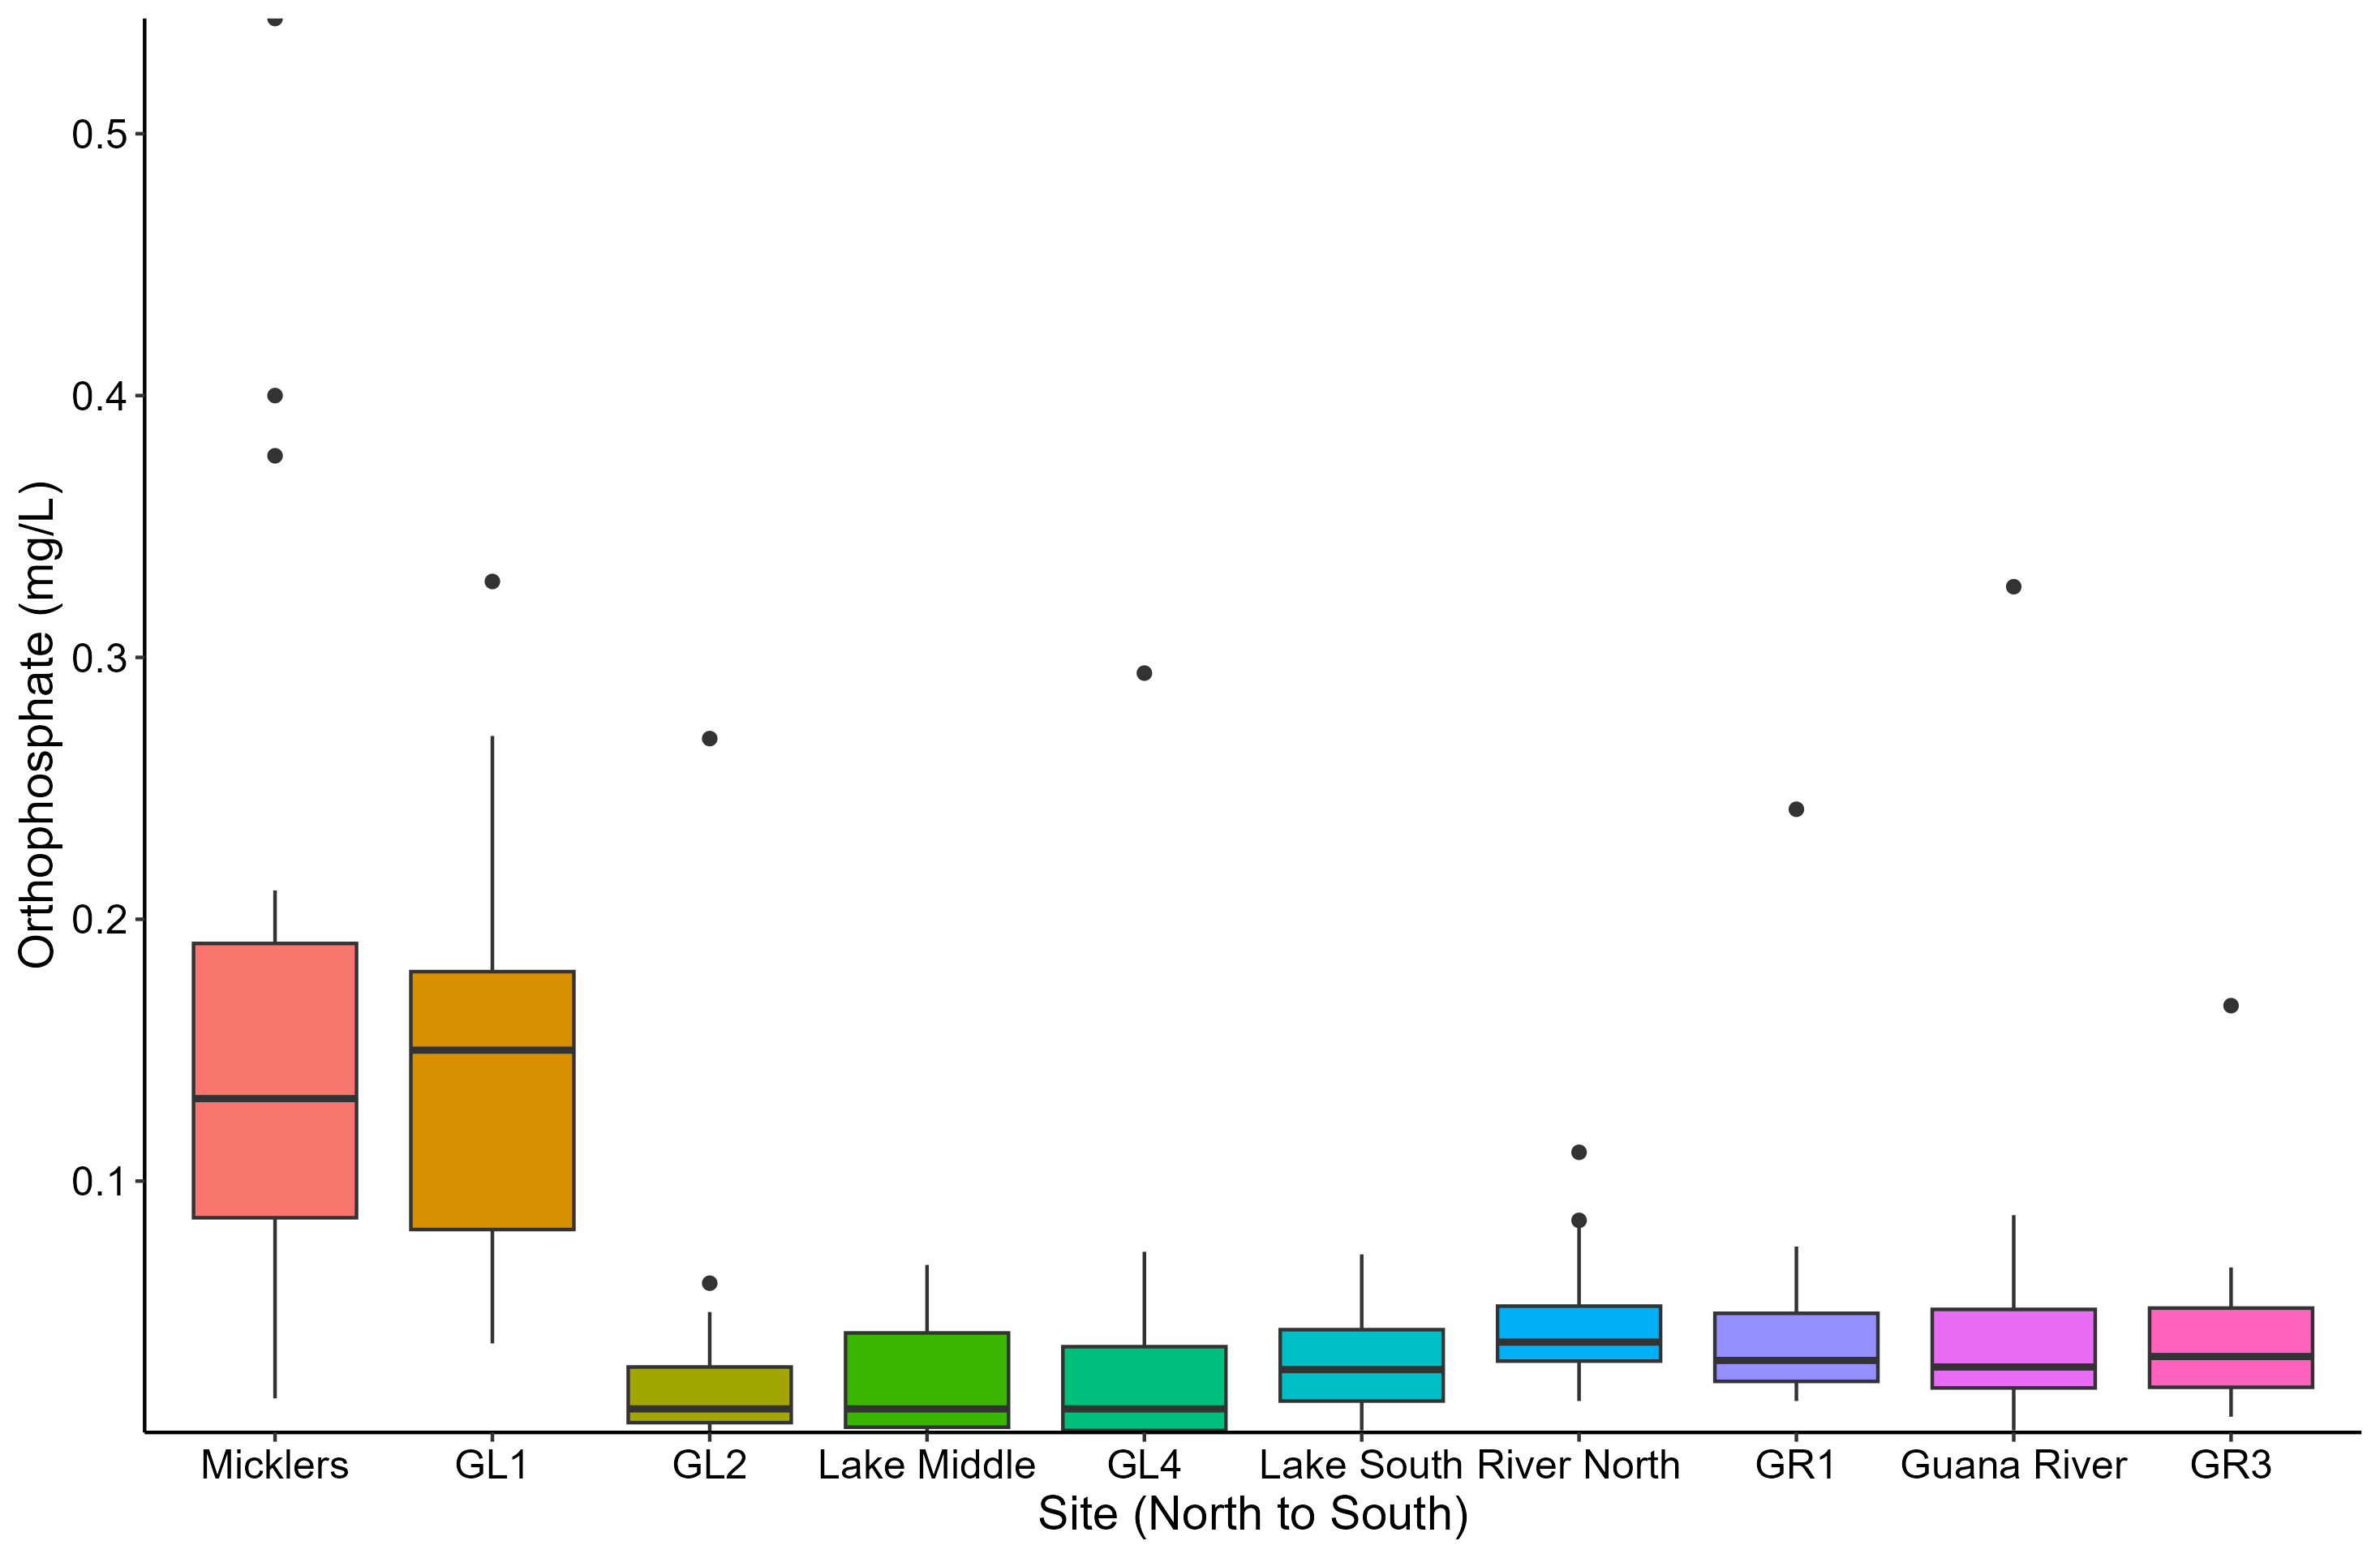 Orthophosphate (mg/L)
0.5
0.4
0.3
0.2
0.1
Micklers GL1 GL2 Lake Middle GL4 Lake South River North GR1 Guana River GR3
Site (North to South)